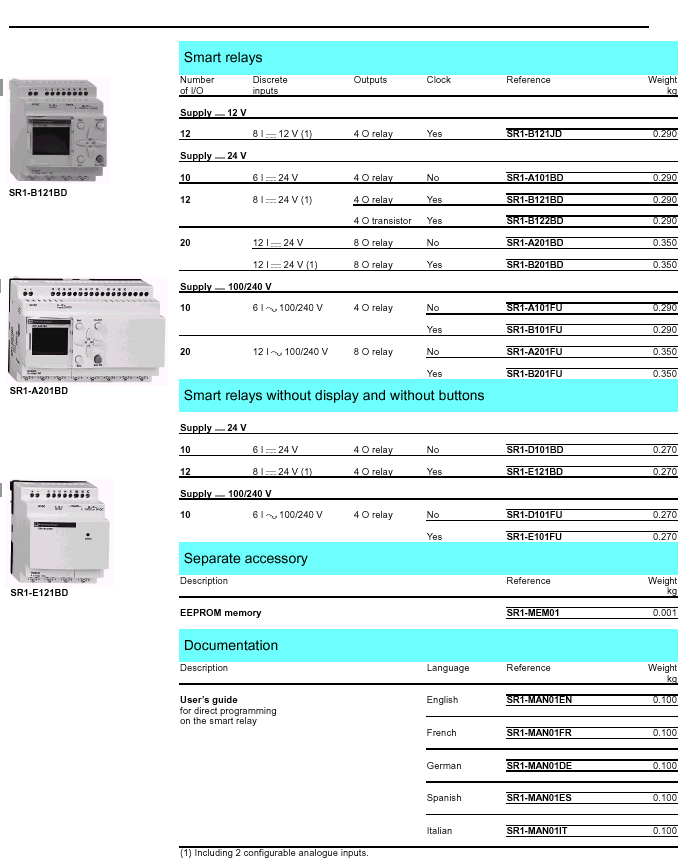 Smart relays
Number of I/O Discrete inputs Outputs Clock Reference Weight kg
Supply ⎓ 12 V
12 8 I ⎓ 12 V (1) 4 O relay Yes SR1-B121JD 0.290
Supply ⎓ 24 V
10 6 I ⎓ 24 V 4 O relay No SR1-A101BD 0.290
12 8 I ⎓ 24 V (1) 4 O relay Yes SR1-B121BD 0.290
4 O transistor Yes SR1-B122BD 0.290
20 12 I ⎓ 24 V 8 O relay No SR1-A201BD 0.350
12 I ⎓ 24 V (1) 8 O relay Yes SR1-B201BD 0.350
Supply ⎓ 100/240 V
10 6 I ∿ 100/240 V 4 O relay No SR1-A101FU 0.290
Yes SR1-B101FU 0.290
20 12 I ∿ 100/240 V 8 O relay No SR1-A201FU 0.350
Yes SR1-B201FU 0.350
SR1-B121BD
SR1-A201BD
Smart relays without display and without buttons
Supply ⎓ 24 V
10 6 I ⎓ 24 V 4 O relay No SR1-D101BD 0.270
12 8 I ⎓ 24 V (1) 4 O relay Yes SR1-E121BD 0.270
Supply ⎓ 100/240 V
10 6 I ∿ 100/240 V 4 O relay No SR1-D101FU 0.270
Yes SR1-E101FU 0.270
SR1-E121BD
Separate accessory
Description Reference Weight kg
EEPROM memory SR1-MEM01 0.001
Documentation
Description Language Reference Weight kg
User's guide
for direct programming
on the smart relay
English SR1-MAN01EN 0.100
French SR1-MAN01FR 0.100
German SR1-MAN01DE 0.100
Spanish SR1-MAN01ES 0.100
Italian SR1-MAN01IT 0.100
(1) Including 2 configurable analogue inputs.